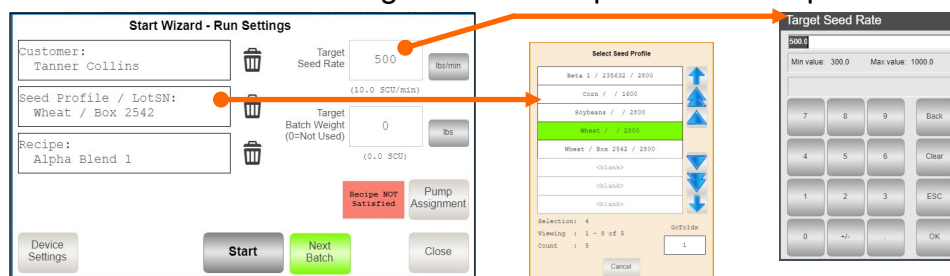 Start Wizard - Run Settings
Customer:
Tanner Collins
Seed Profile / LotSN:
Wheat / Box 2542
Recipe:
Alpha Blend 1
Target
Seed Rate
500
lbs/min
(10.0 SCU/min)
Target
Batch Weight
(0=Not Used)
0
lbs
(0.0 SCU)
Recipe NOT
Satisfied
Pump
Assignment
Device
Settings
Start
Next
Batch
Close
Select Seed Profile
Beta 1 / 235632 / 2800
Corn / / 1600
Soybeans / / 2800
Wheat / / 2800
Wheat / Box 2542 / 2800
<blank>
<blank>
<blank>
Selection: 4
Viewing : 1 - 8 of 5
Count : 5
GoToIdx
1
Cancel
Target Seed Rate
500.0
Min value: 300.0 Max value: 1000.0
7 8 9 Back
4 5 6 Clear
1 2 3 ESC
0 +/- . OK